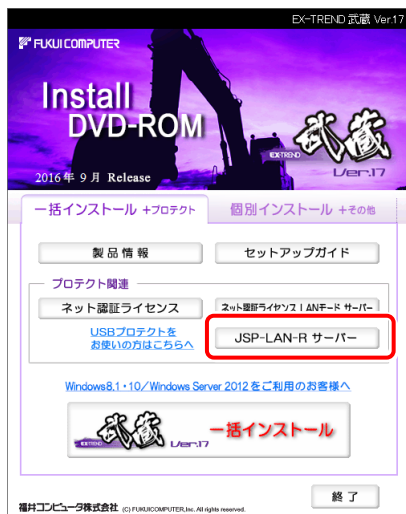 EX-TREND 武蔵 Ver.17
FUKUI COMPUTER
Install
DVD-ROM
EX-TREND 武蔵
Ver.17
2016年 9 月 Release
一括インストール +プロテクト
個別インストール +その他
製品情報
セットアップガイド
プロテクト関連
ネット認証ライセンス
ネット認証ライセンス LANモード サーバー
USBプロテクトを
お使いの方はこちらへ
JSP-LAN-R サーバー
Windows8.1・10/Windows Server 2012 をご利用のお客様へ
EX-TREND 武蔵 Ver.17
一括インストール
終了
福井コンピュータ株式会社 (C) FUKUICOMPUTER, Inc. All rights reserved.